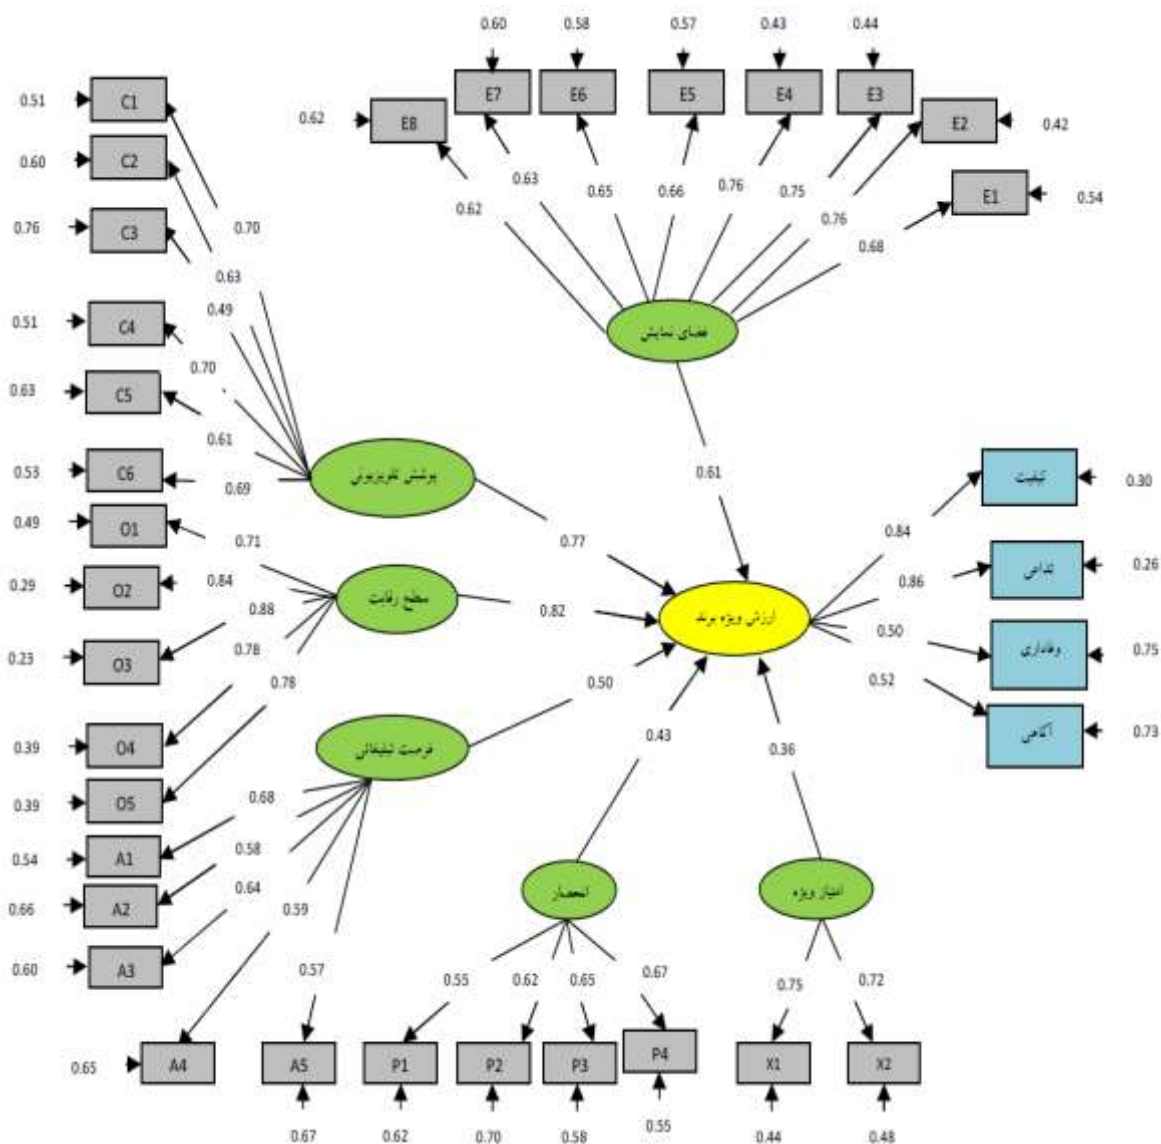 0.60
0.58
0.57
0.43
0.44
E7
E6
E5
E4
E3
0.62
E8
E2
0.42
E1
0.54
0.51
C1
0.60
C2
0.76
C3
0.51
C4
0.63
C5
0.53
C6
0.49
O1
0.29
O2
0.23
O3
0.39
O4
0.39
O5
0.54
A1
0.66
A2
0.60
A3
0.65
A4
0.62
0.63
0.65
0.66
0.76
0.75
0.76
0.68
فضای نمایش
0.61
0.70
0.63
0.49
0.70
0.61
0.69
پوشش تلویزیونی
0.77
0.71
0.84
0.88
0.78
0.78
سطح رقابت
0.82
ارزش ویژه برند
0.84
0.86
0.50
0.52
کیفیت
0.30
تداعی
0.26
وفاداری
0.75
آگاهی
0.73
فرصت تبلیغاتی
0.50
0.68
0.58
0.64
0.59
0.57
0.43
0.36
انحصار
امتیاز ویژه
0.55
0.62
0.65
0.67
0.75
0.72
A5
P1
P2
P3
P4
X1
X2
0.67
0.62
0.70
0.58
0.55
0.44
0.48